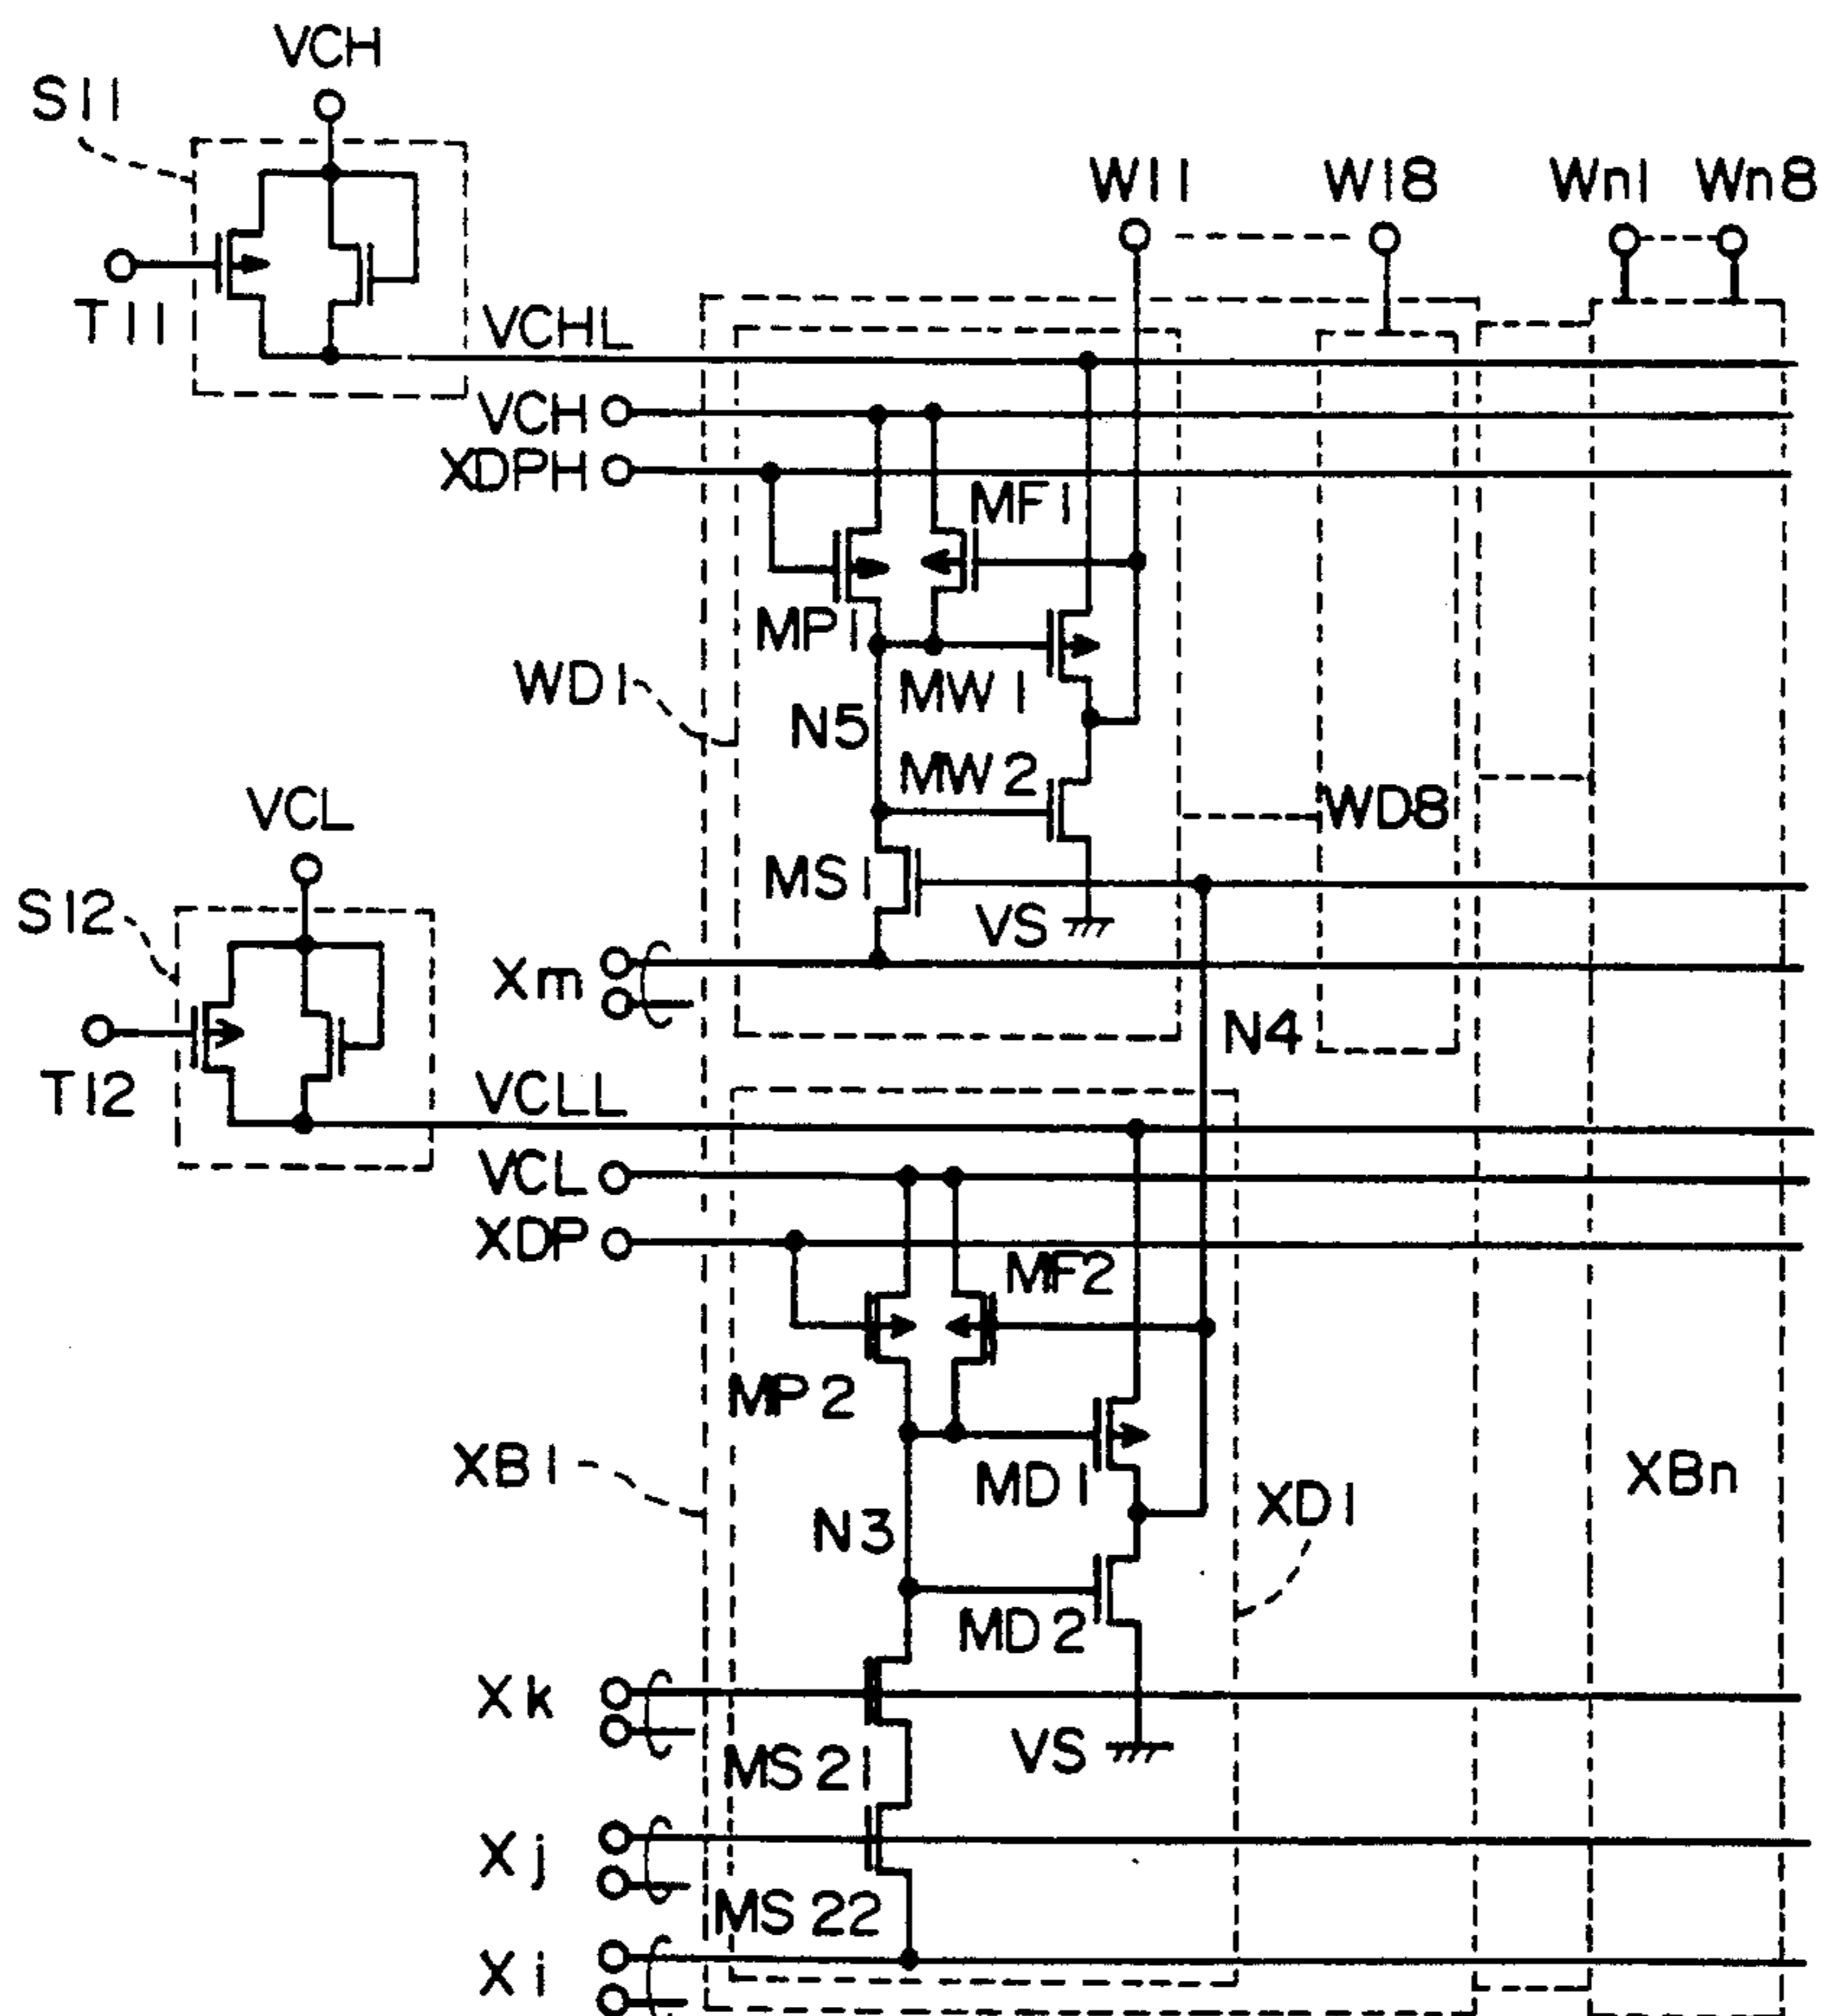 VCH
S11
W11
W18
Wn1
Wn8
T11
VCHL
VCH
XDPH
MF1
MP1
WD1
MW1
N5
MW2
WD8
VCL
MS1
VS
S12
Xm
N4
T12
VCLL
VCL
XDP
MF2
MP2
XB1
MD1
XD1
XBn
N3
MD2
Xk
VS
MS21
Xj
MS22
Xi